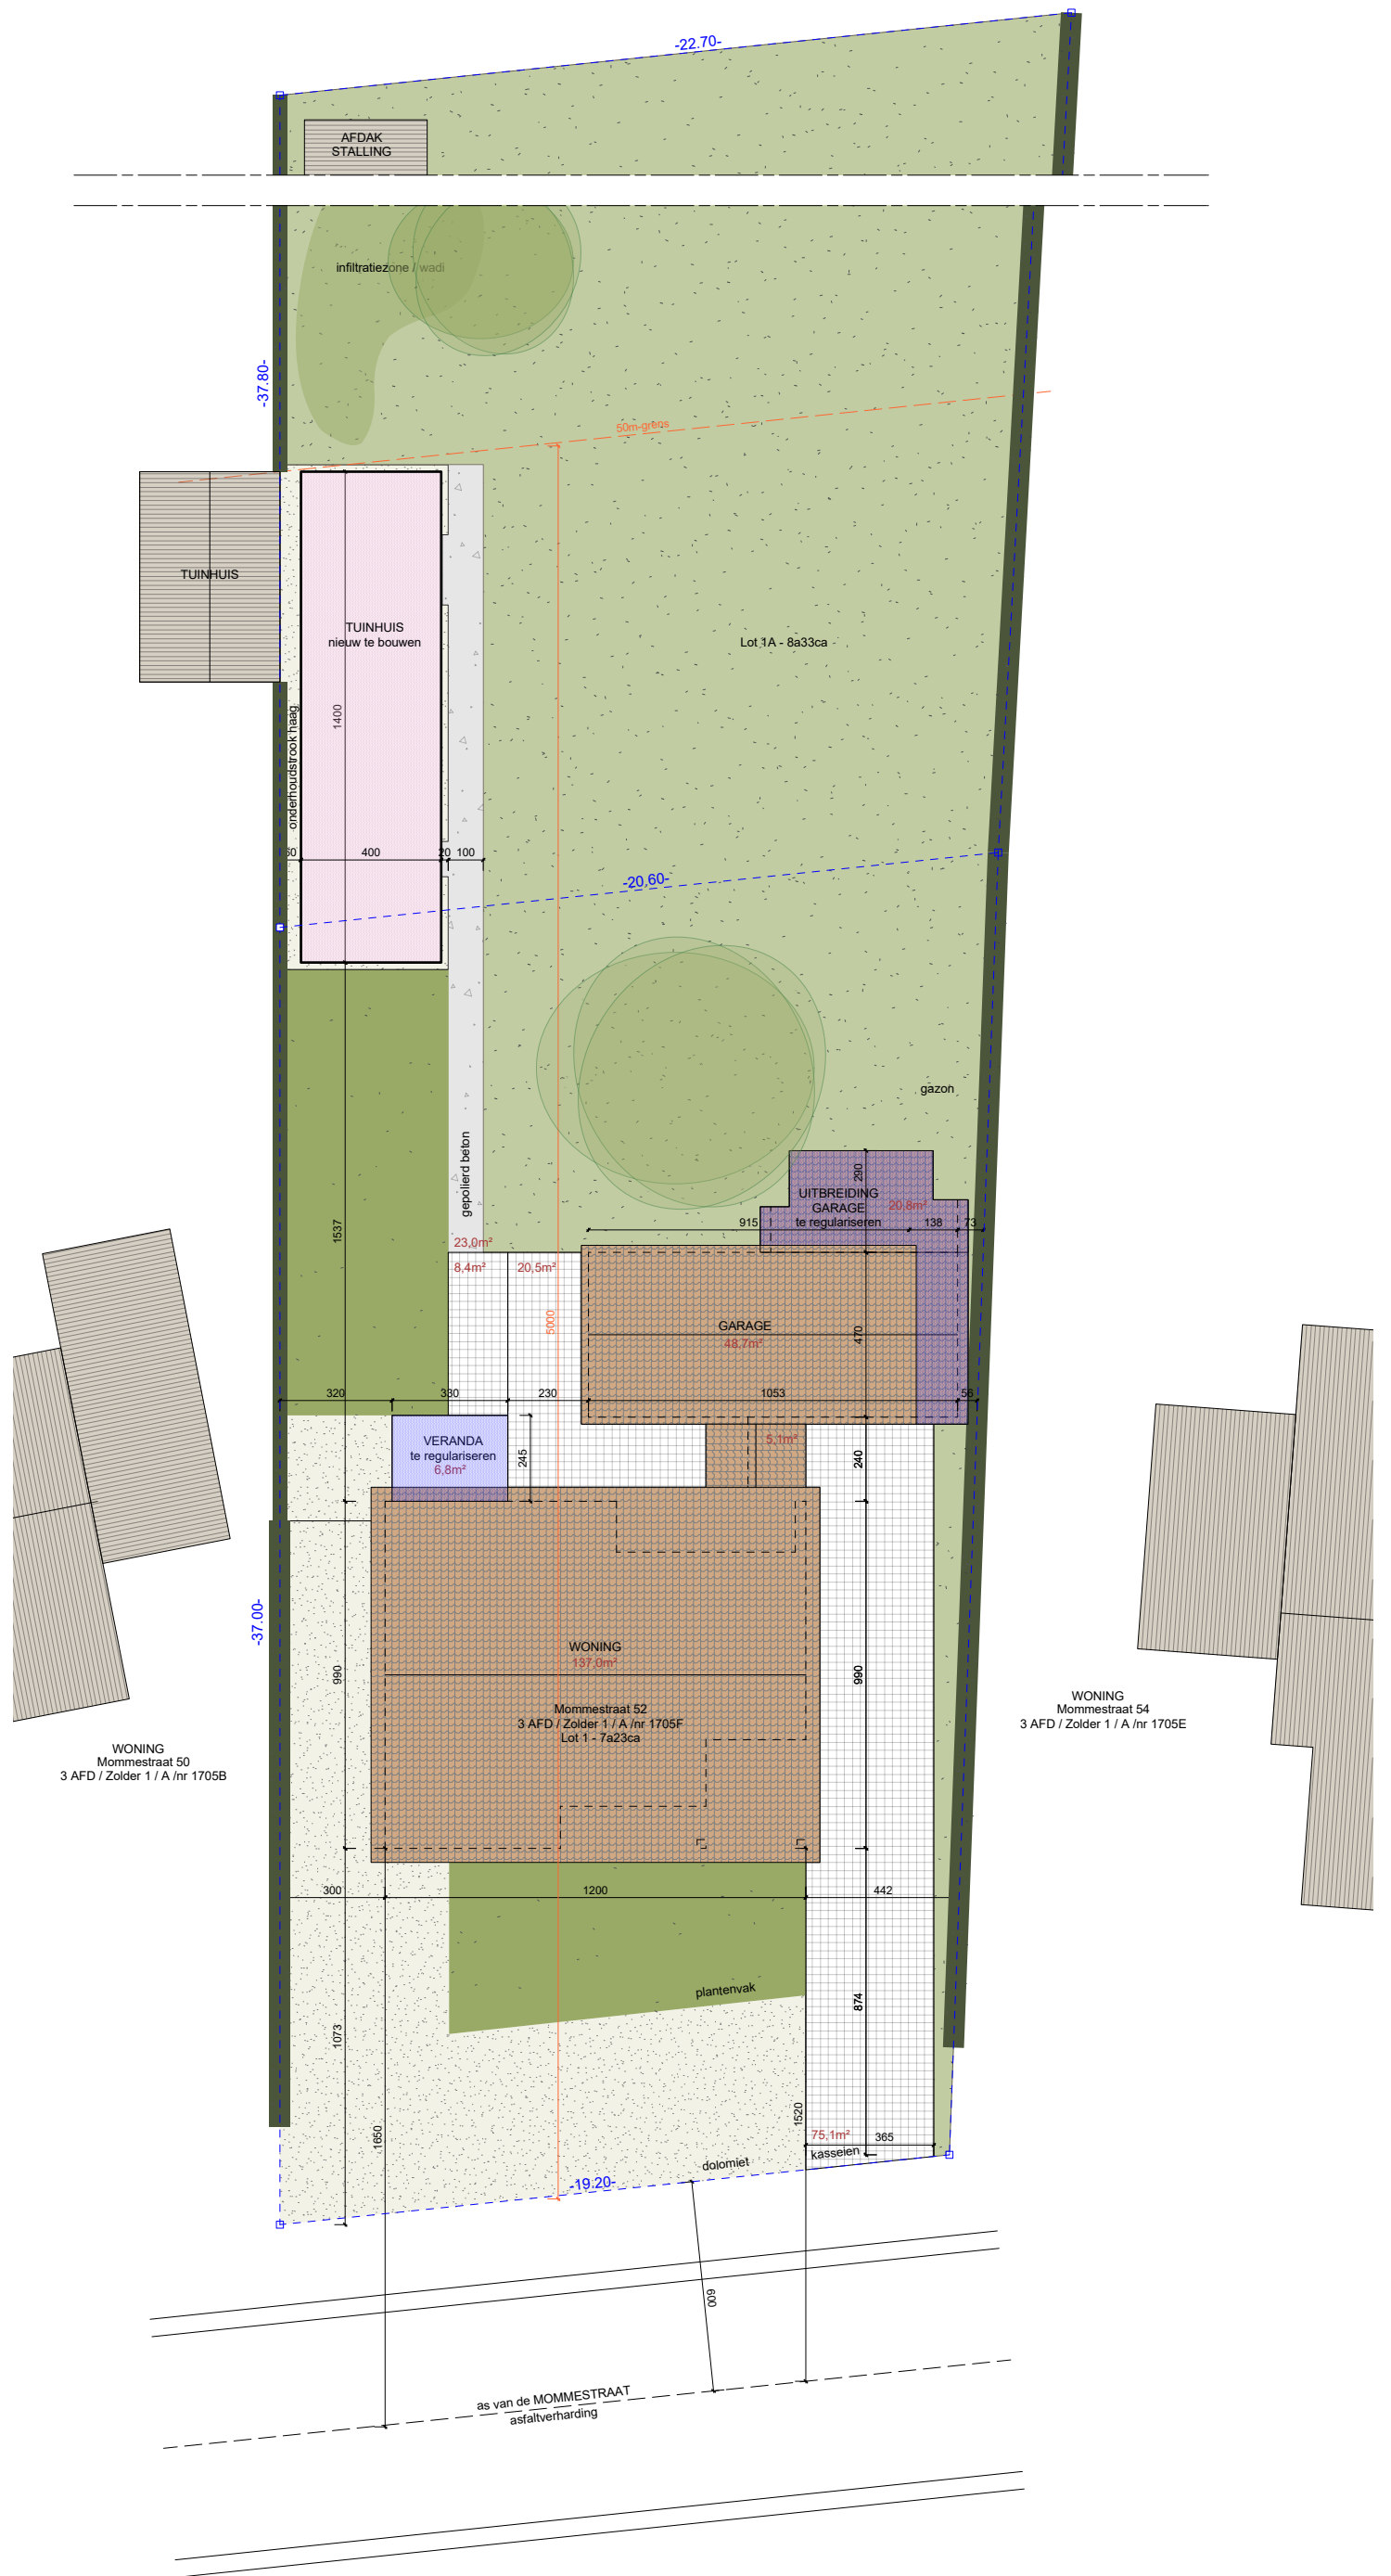 -22.70-
AFDAK
STALLING
infiltratiezone / wadi
-37.80-
50m-grens
TUINHUIS
TUINHUIS
nieuw te bouwen
Lot 1A - 8a33ca
1400
onderhoudstrook haag
60
400
20
100
-20.60-
gazon
gepolierd beton
290
UITBREIDING
GARAGE
te regulariseren
20,8m²
915
138
73
1537
23,0m²
8,4m²
20,5m²
5000
GARAGE
48,7m²
470
320
330
230
1053
56
VERANDA
te regulariseren
6,8m²
245
5,1m²
240
-37.00-
990
WONING
137.0m²
990
Mommestraat 52
3 AFD / Zolder 1 / A /nr 1705F
Lot 1 - 7a23ca
WONING
Mommestraat 54
3 AFD / Zolder 1 / A /nr 1705E
WONING
Mommestraat 50
3 AFD / Zolder 1 / A /nr 1705B
300
1200
442
plantenvak
874
1073
1650
1520
75,1m²
365
kasseien
dolomiet
-19.20-
600
as van de MOMMESTRAAT
asfaltverharding